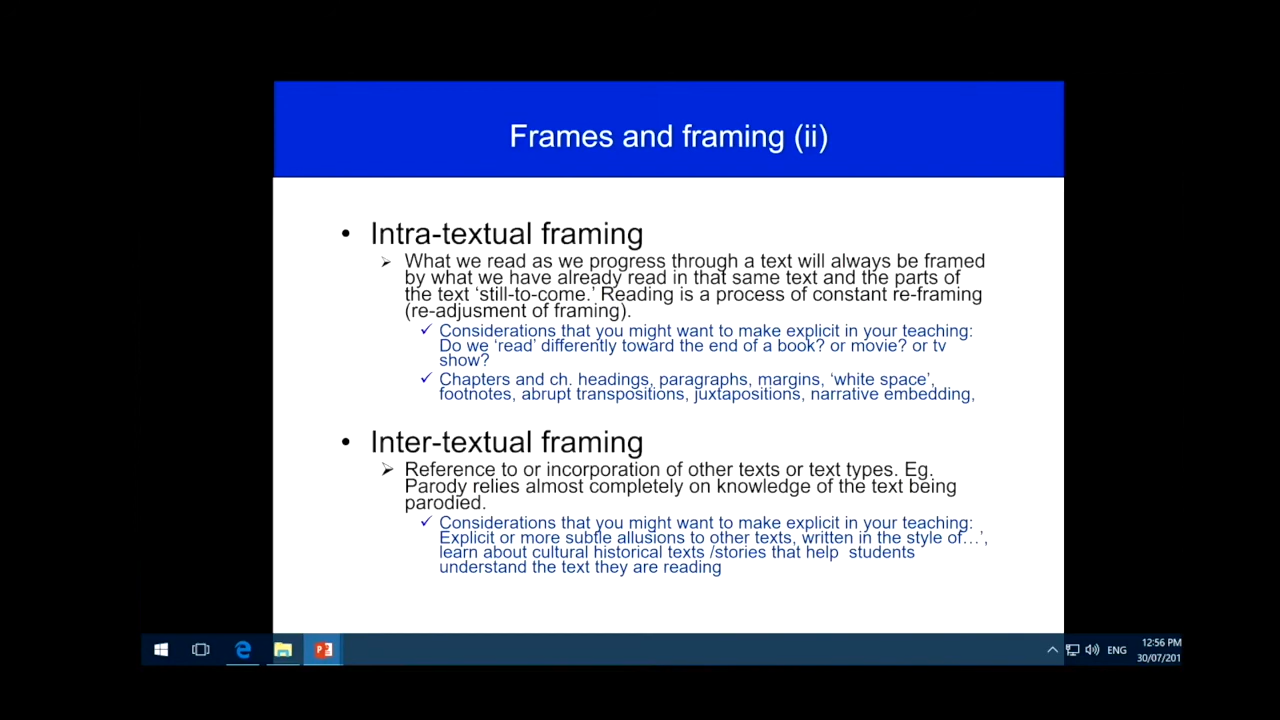 Frames and framing (ii)
• Intra-textual framing
➢ What we read as we progress through a text will always be framed
by what we have already read in that same text and the parts of
the text ‘still-to-come.’ Reading is a process of constant re-framing
(re-adjusment of framing).
✓ Considerations that you might want to make explicit in your teaching:
Do we ‘read’ differently toward the end of a book? or movie? or tv
show?
✓ Chapters and ch. headings, paragraphs, margins, ‘white space’,
footnotes, abrupt transpositions, juxtapositions, narrative embedding,
• Inter-textual framing
➢ Reference to or incorporation of other texts or text types. Eg.
Parody relies almost completely on knowledge of the text being
parodied.
✓ Considerations that you might want to make explicit in your teaching:
Explicit or more subtle allusions to other texts, written in the style of…’,
learn about cultural historical texts /stories that help students
understand the text they are reading
ENG
12:56 PM
30/07/201